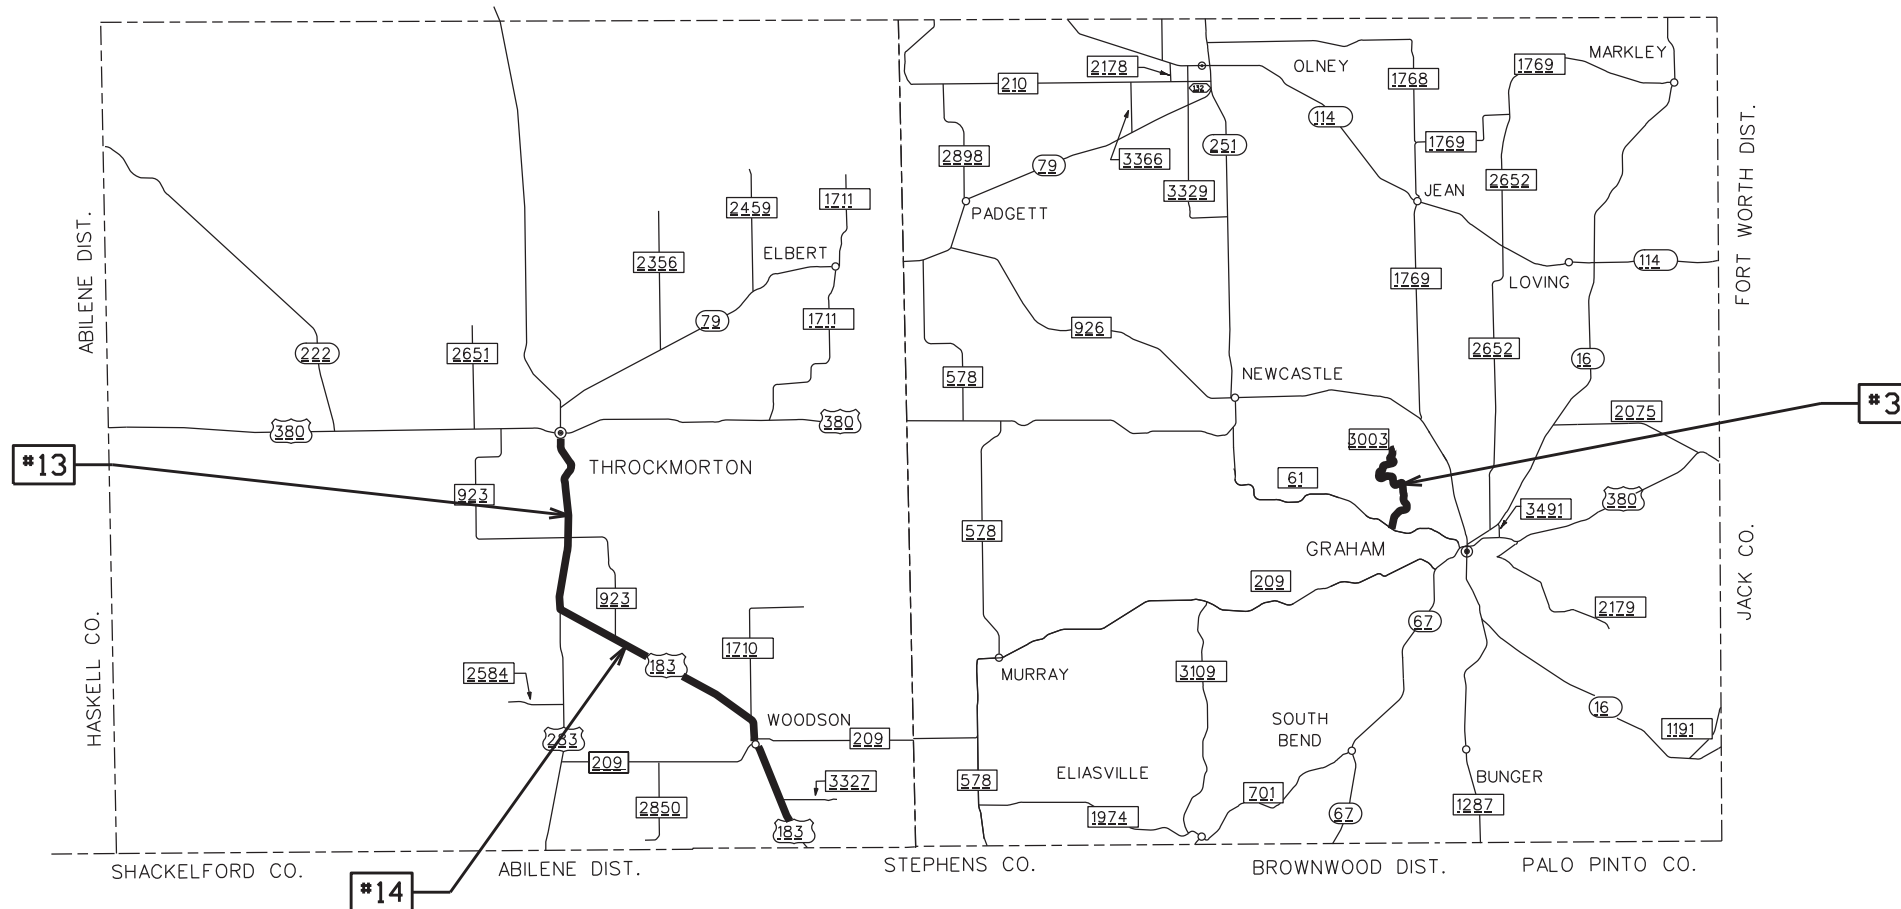 MARKLEY
2178
OLNEY
1769
210
1768
132
114
1769
251
2898
79
3366
3329
2652
JEAN
FORT WORTH DIST.
ABILENE DIST.
2459
1711
PADGETT
ELBERT
2356
1769
LOVING
114
79
1711
926
222
2651
2652
16
578
NEWCASTLE
#3
380
380
2075
3003
#13
THROCKMORTON
923
61
380
3491
578
GRAHAM
JACK CO.
209
923
2179
67
HASKELL CO.
1710
183
2584
MURRAY
3109
16
WOODSON
SOUTH
BEND
1191
283
209
209
ELIASVILLE
578
3327
BUNGER
2850
701
1287
1974
67
183
SHACKELFORD CO.
ABILENE DIST.
STEPHENS CO.
BROWNWOOD DIST.
PALO PINTO CO.
#14